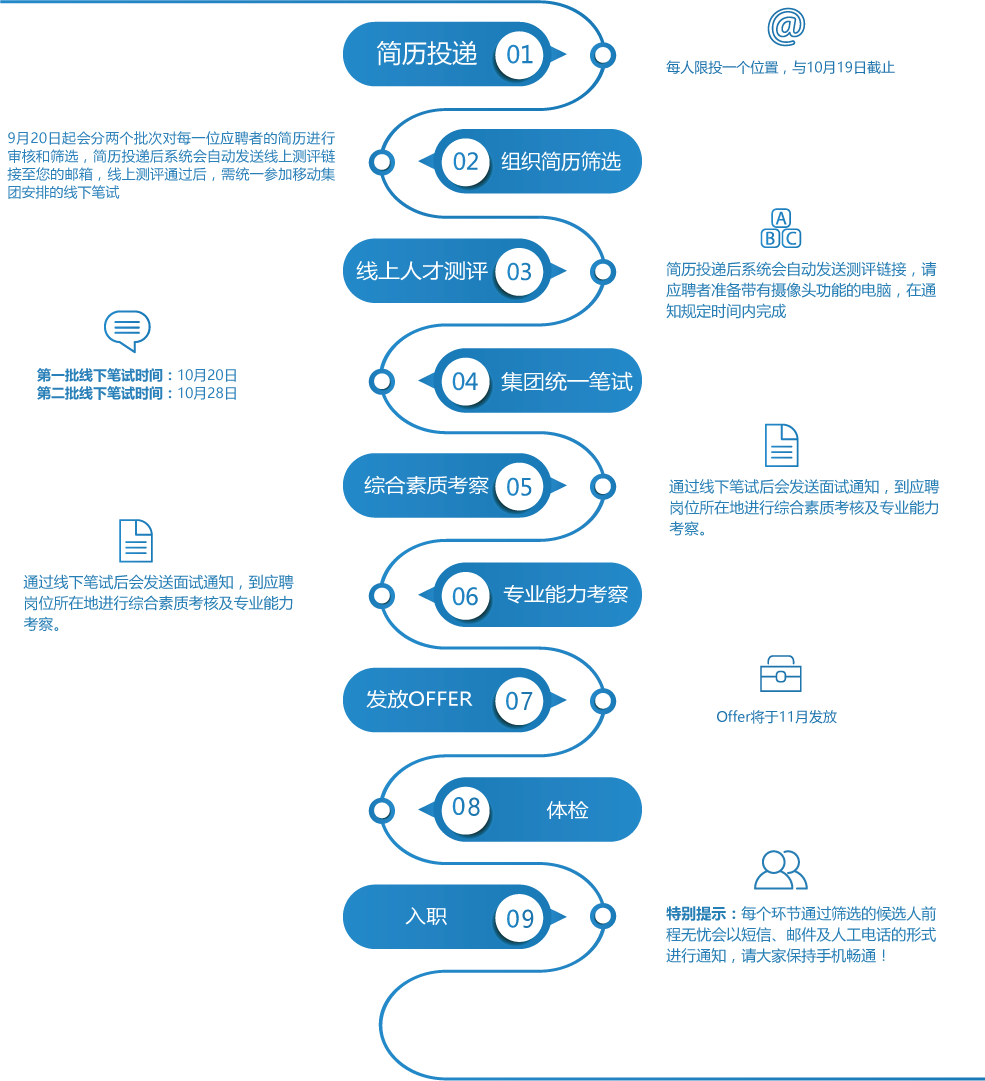 简历投递 01
每人限投一个位置，与10月19日截止
9月20日起会分两个批次对每一位应聘者的简历进行
审核和筛选，简历投递后系统会自动发送线上测评链
接至您的邮箱，线上测评通过后，需统一参加移动集
团安排的线下笔试
02 组织简历筛选
线上人才测评 03
A
B C
简历投递后系统会自动发送测评链接，请
应聘者准备带有摄像头功能的电脑，在通
知规定时间内完成
第一批线下笔试时间：10月20日
第二批线下笔试时间：10月28日
04 集团统一笔试
综合素质考察 05
通过线下笔试后会发送面试通知，到应聘
岗位所在地进行综合素质考核及专业能力
考察。
通过线下笔试后会发送面试通知，到应聘
岗位所在地进行综合素质考核及专业能力
考察。
06 专业能力考察
发放OFFER 07
Offer将于11月发放
08 体检
入职 09
特别提示：每个环节通过筛选的候选人前
程无忧会以短信、邮件及人工电话的形式
进行通知，请大家保持手机畅通！